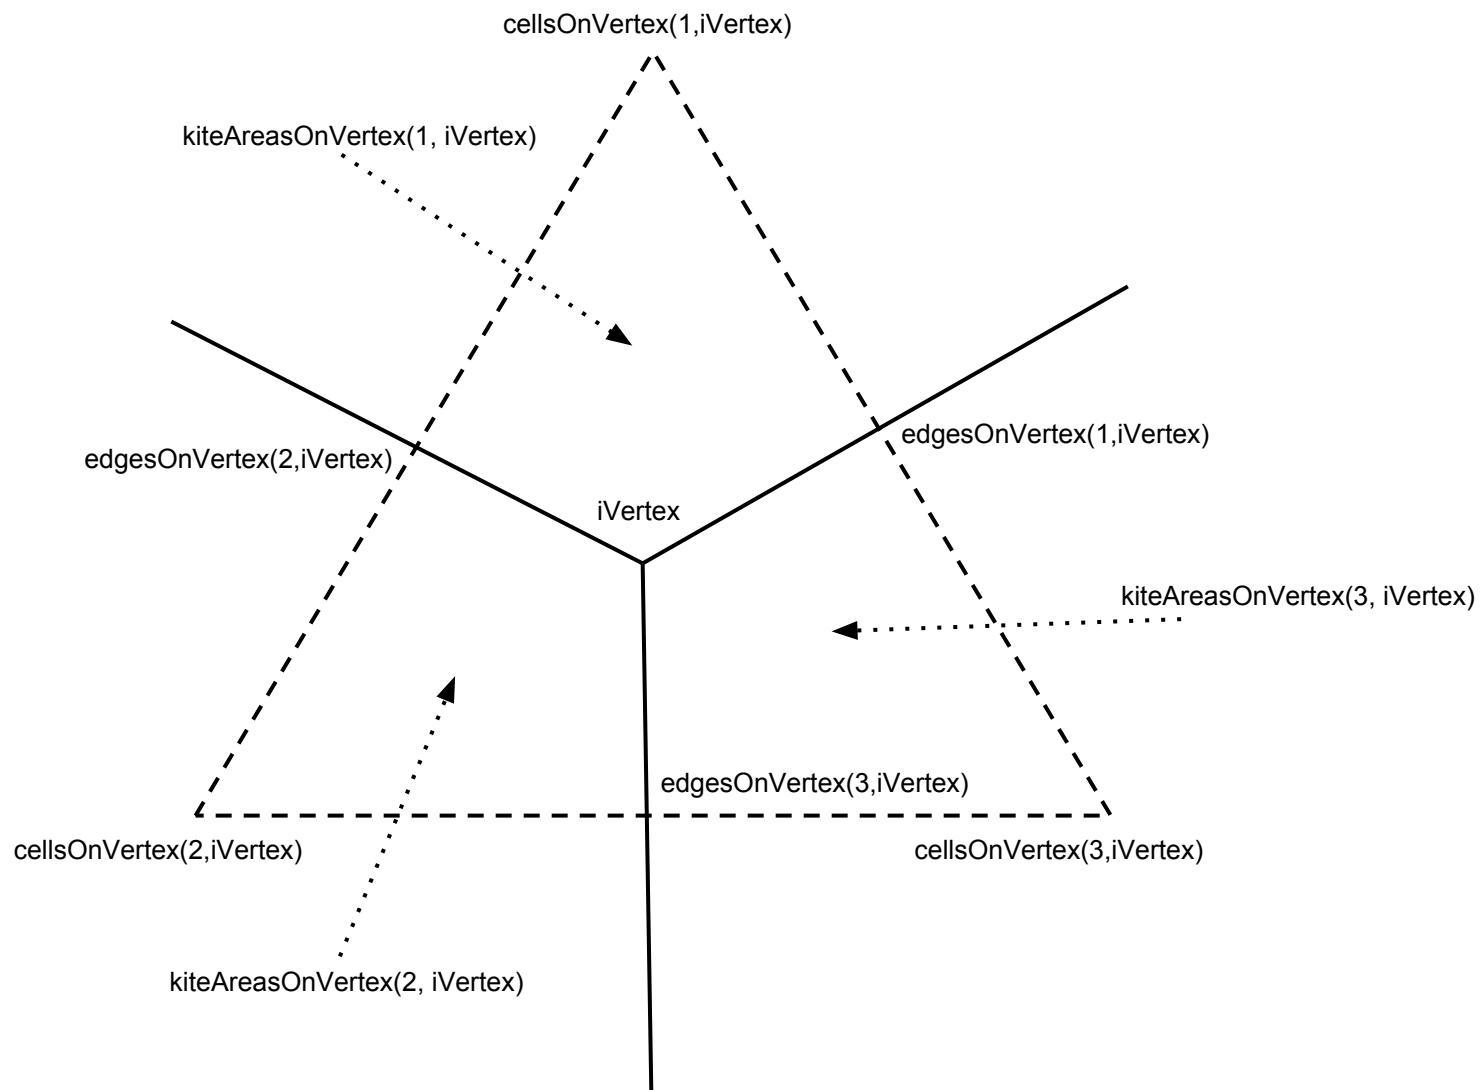 cellsOnVertex(1,iVertex)
kiteAreasOnVertex(1, iVertex)
edgesOnVertex(1,iVertex)
edgesOnVertex(2,iVertex)
iVertex
kiteAreasOnVertex(3, iVertex)
edgesOnVertex(3,iVertex)
cellsOnVertex(2,iVertex)
cellsOnVertex(3,iVertex)
kiteAreasOnVertex(2, iVertex)